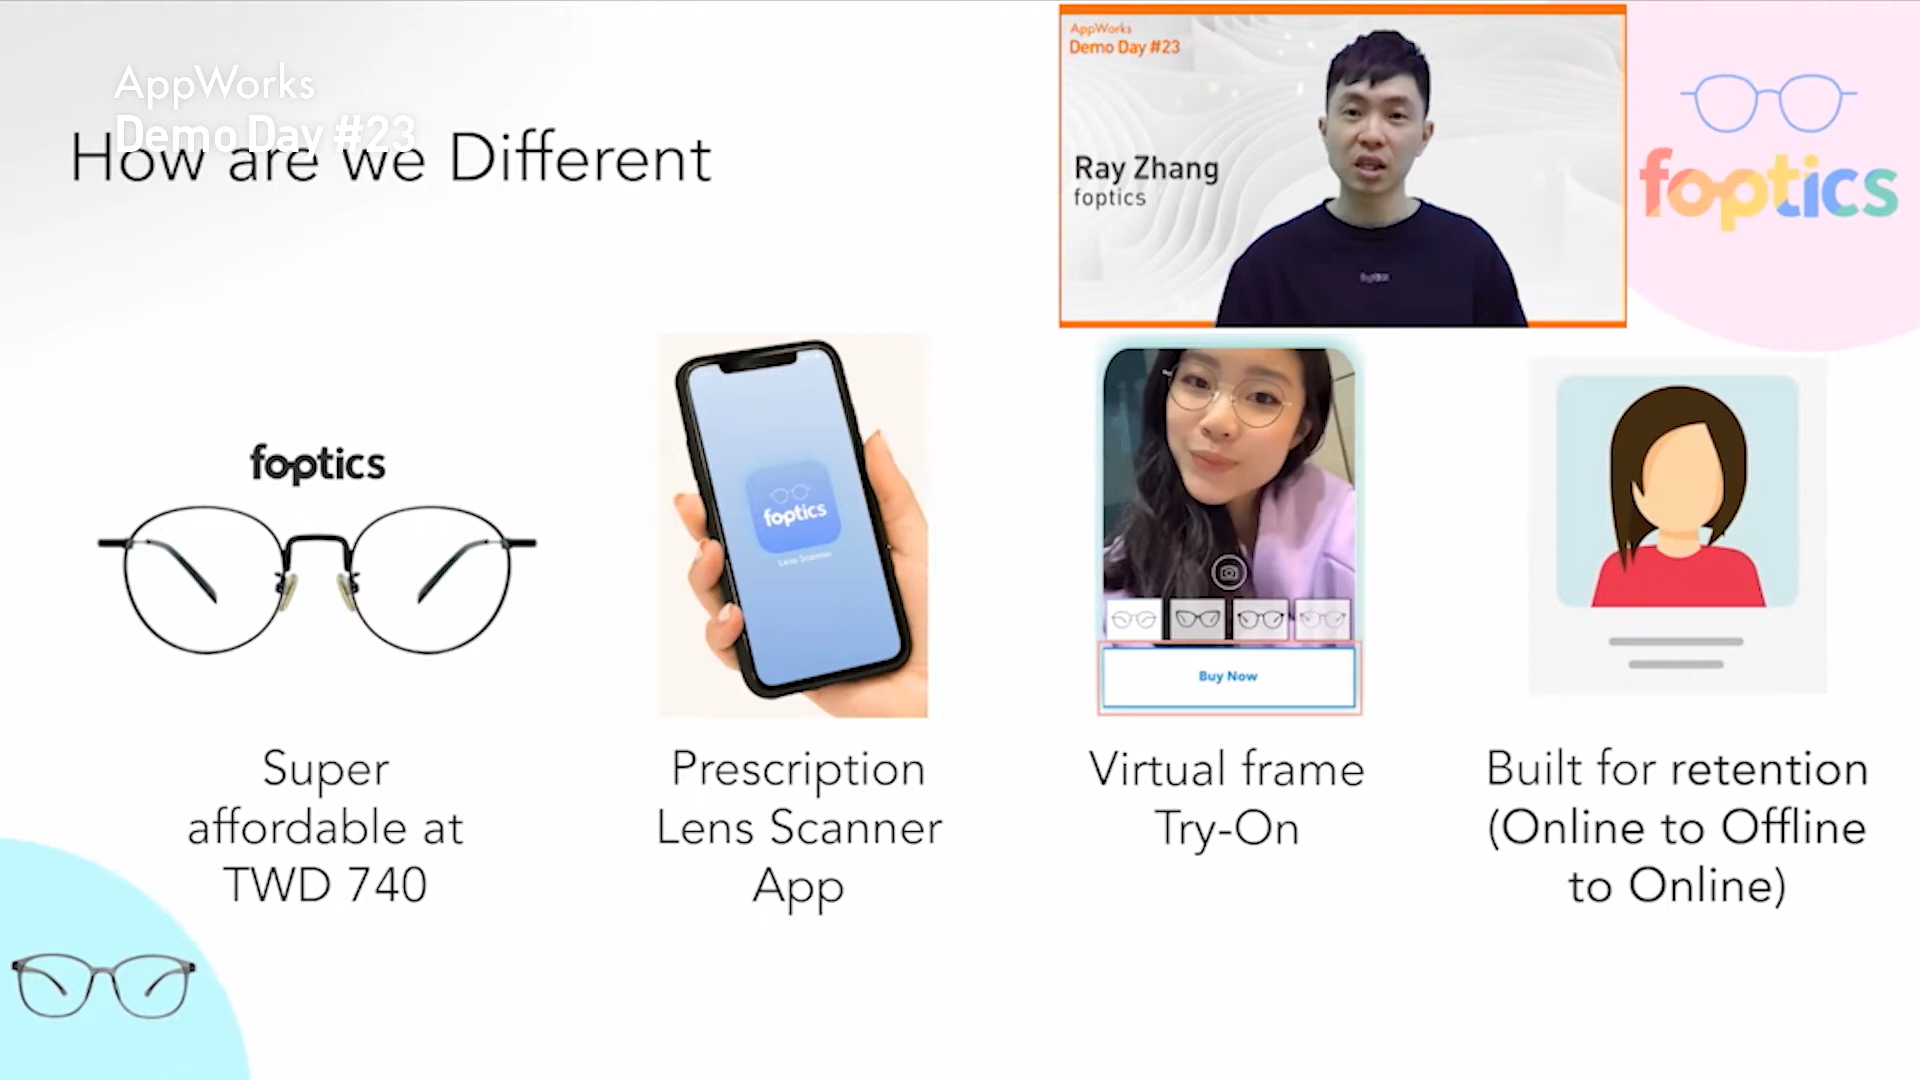 AppWorks
Demo Day #23
How are we Different
AppWorks
Demo Day #23
Ray Zhang
foptics
foptics
foptics
foptics
Lens Scanner
Buy Now
Super
affordable at
TWD 740
Prescription
Lens Scanner
App
Virtual frame
Try-On
Built for retention
(Online to Offline
to Online)